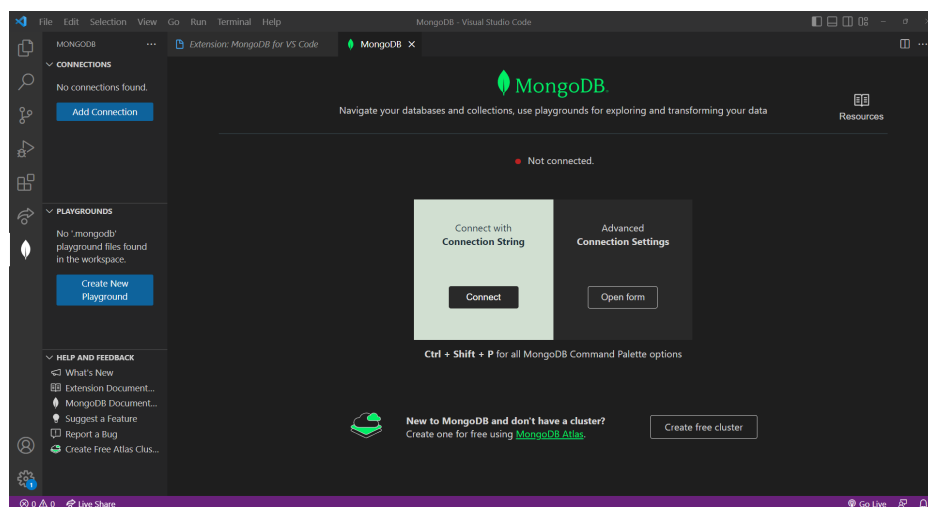 File Edit Selection View Go Run Terminal Help
MongoDB - Visual Studio Code
MONGODB
Extension: MongoDB for VS Code
MongoDB
CONNECTIONS
No connections found.
Add Connection
PLAYGROUNDS
No '.mongodb'
playground files found
in the workspace.
Create New
Playground
HELP AND FEEDBACK
What's New
Extension Document...
MongoDB Document...
Suggest a Feature
Report a Bug
Create Free Atlas Clus...
MongoDB.
Navigate your databases and collections, use playgrounds for exploring and transforming your data
Resources
Not connected.
Connect with
Connection String
Connect
Advanced
Connection Settings
Open form
Ctrl + Shift + P for all MongoDB Command Palette options
New to MongoDB and don't have a cluster?
Create one for free using MongoDB Atlas.
Create free cluster
1
0 0 Live Share
Go Live